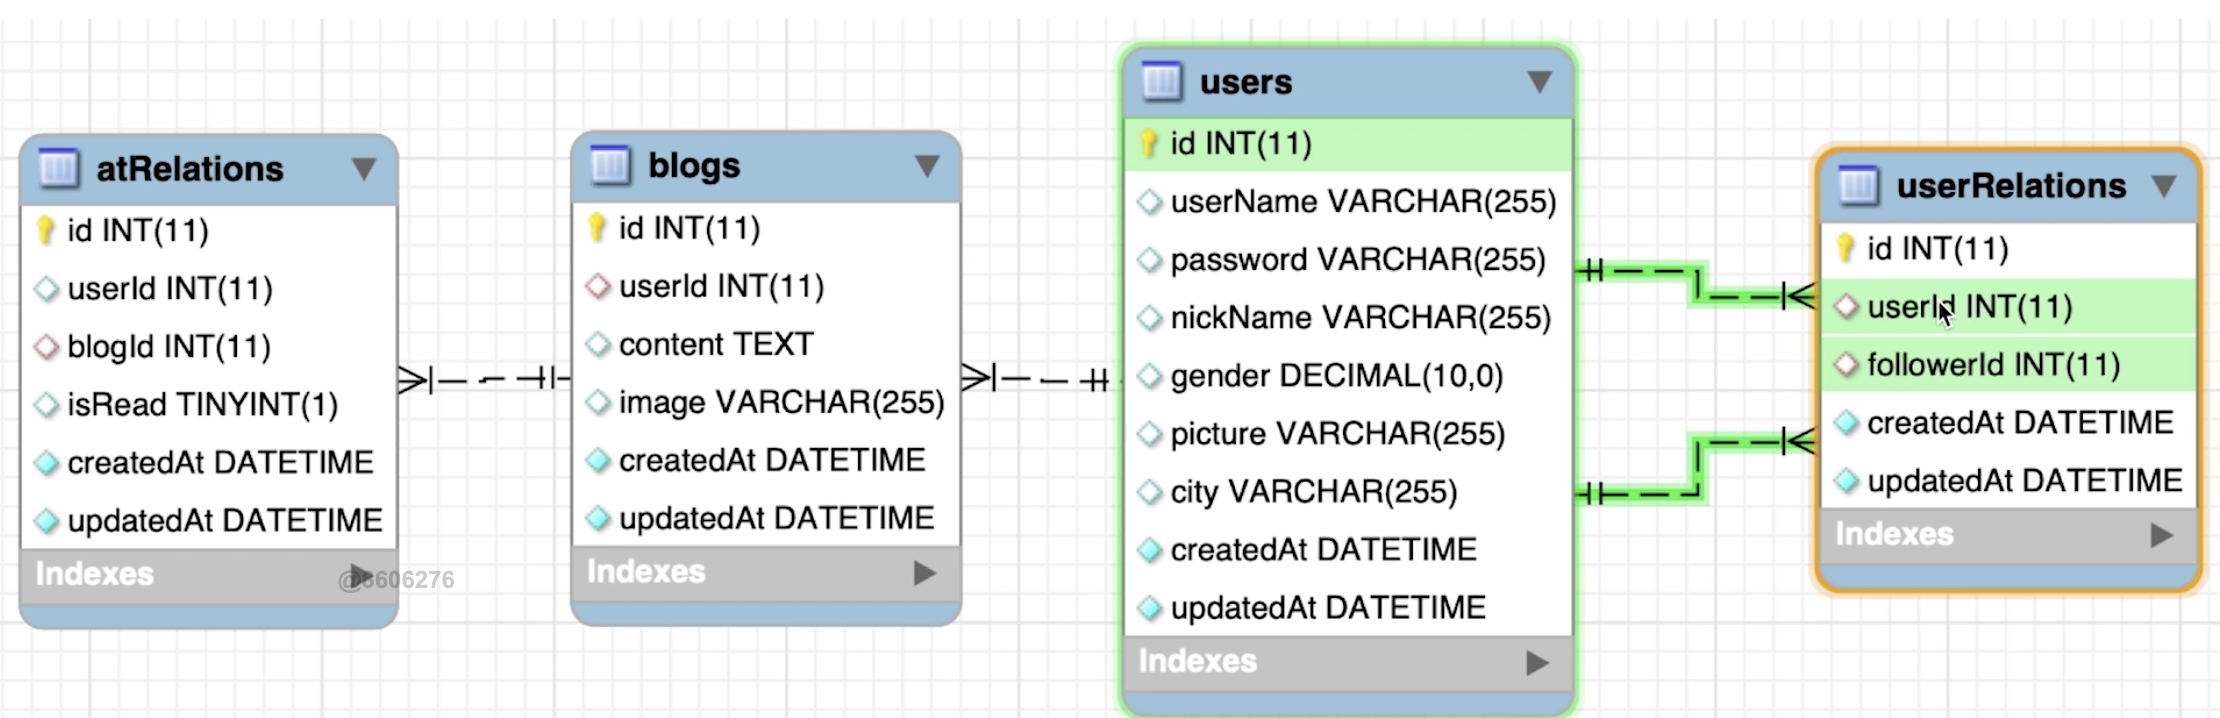 atRelations
id INT(11)
userId INT(11)
blogId INT(11)
isRead TINYINT(1)
createdAt DATETIME
updatedAt DATETIME
Indexes
@8606276
blogs
id INT(11)
userId INT(11)
content TEXT
image VARCHAR(255)
createdAt DATETIME
updatedAt DATETIME
Indexes
users
id INT(11)
userName VARCHAR(255)
password VARCHAR(255)
nickName VARCHAR(255)
gender DECIMAL(10,0)
picture VARCHAR(255)
city VARCHAR(255)
createdAt DATETIME
updatedAt DATETIME
Indexes
userRelations
id INT(11)
userId INT(11)
followerId INT(11)
createdAt DATETIME
updatedAt DATETIME
Indexes